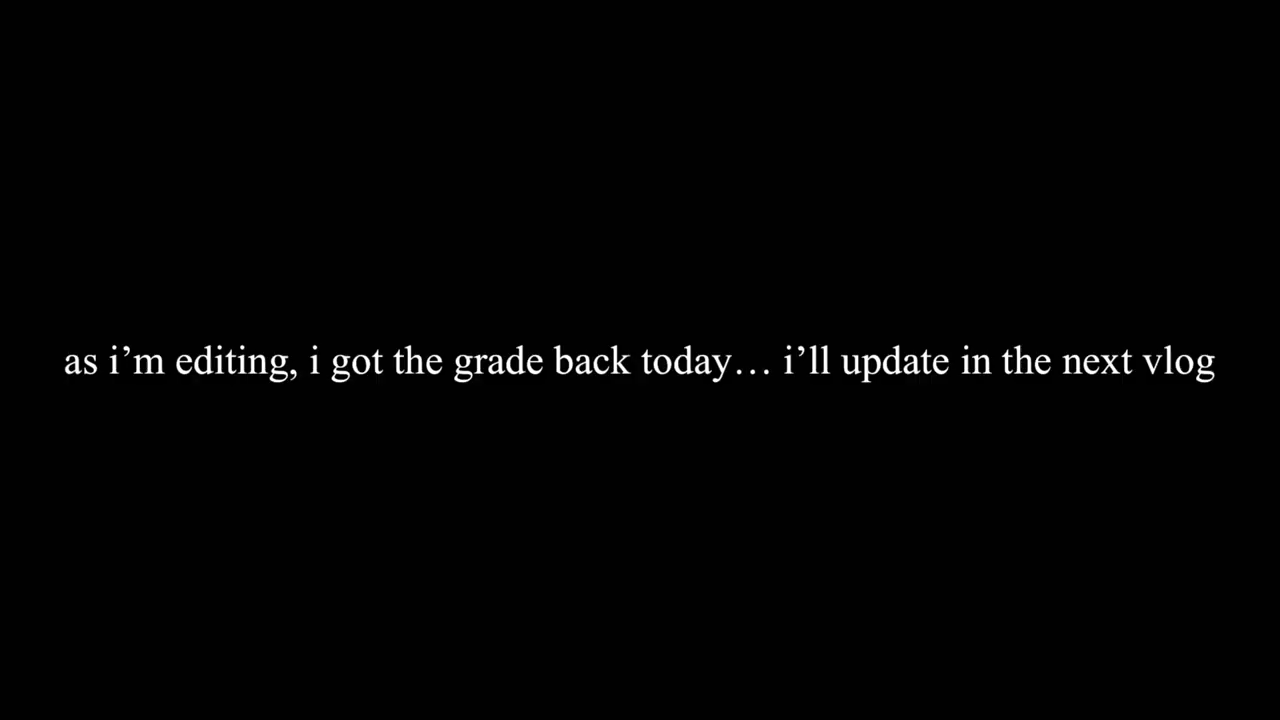 as i’m editing, i got the grade back today… i’ll update in the next vlog